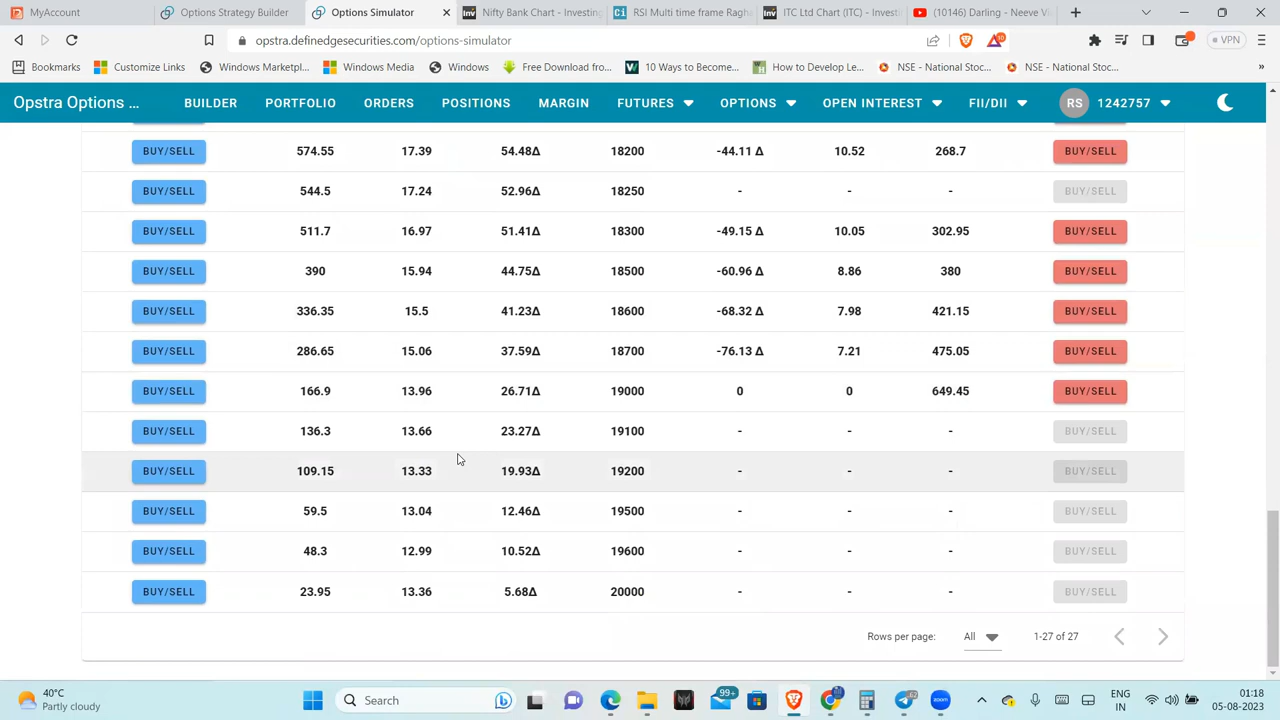 MyAccount
Options Strategy Builder
Options Simulator
Nifty Bank Chart - Investing
RSI Multi time frame Ragha
ITC Ltd Chart (ITC) - Investi
(10146) Darling - Neeve Vi
opstra.definedgesecurities.com/options-simulator
10
VPN
Bookmarks
Customize Links
Windows Marketpl...
Windows Media
Windows
Free Download fro...
10 Ways to Become...
How to Develop Le...
NSE - National Stoc...
NSE - National Stoc...
»
Opstra Options ...
BUILDER
PORTFOLIO
ORDERS
POSITIONS
MARGIN
FUTURES
OPTIONS
OPEN INTEREST
FII/DII
RS
1242757
BUY/SELL 574.55 17.39 54.48Δ 18200 -44.11 Δ 10.52 268.7 BUY/SELL
BUY/SELL 544.5 17.24 52.96Δ 18250 - - - BUY/SELL
BUY/SELL 511.7 16.97 51.41Δ 18300 -49.15 Δ 10.05 302.95 BUY/SELL
BUY/SELL 390 15.94 44.75Δ 18500 -60.96 Δ 8.86 380 BUY/SELL
BUY/SELL 336.35 15.5 41.23Δ 18600 -68.32 Δ 7.98 421.15 BUY/SELL
BUY/SELL 286.65 15.06 37.59Δ 18700 -76.13 Δ 7.21 475.05 BUY/SELL
BUY/SELL 166.9 13.96 26.71Δ 19000 0 0 649.45 BUY/SELL
BUY/SELL 136.3 13.66 23.27Δ 19100 - - - BUY/SELL
BUY/SELL 109.15 13.33 19.93Δ 19200 - - - BUY/SELL
BUY/SELL 59.5 13.04 12.46Δ 19500 - - - BUY/SELL
BUY/SELL 48.3 12.99 10.52Δ 19600 - - - BUY/SELL
BUY/SELL 23.95 13.36 5.68Δ 20000 - - - BUY/SELL
Rows per page: All 1-27 of 27
40°C
Partly cloudy
Search
99+
62
zoom
ENG
IN
01:18
05-08-2023